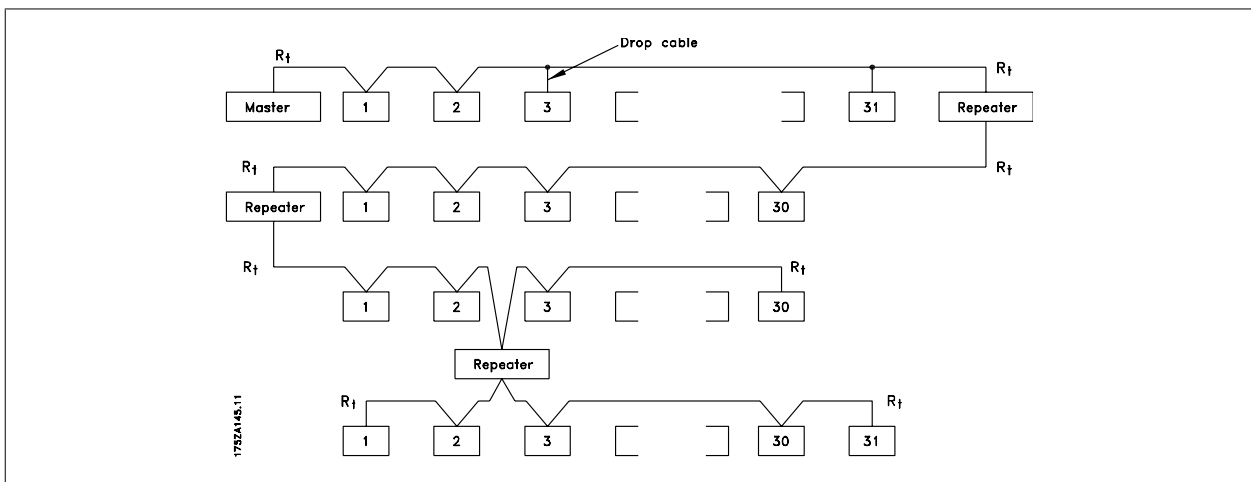 Drop cable
Rt Rt
Master 1 2 3 31 Repeater
Rt Rt
Repeater 1 2 3 30
Rt Rt
1 2 3 30
Repeater
Rt Rt
1 2 3 30 31
175ZA145.11